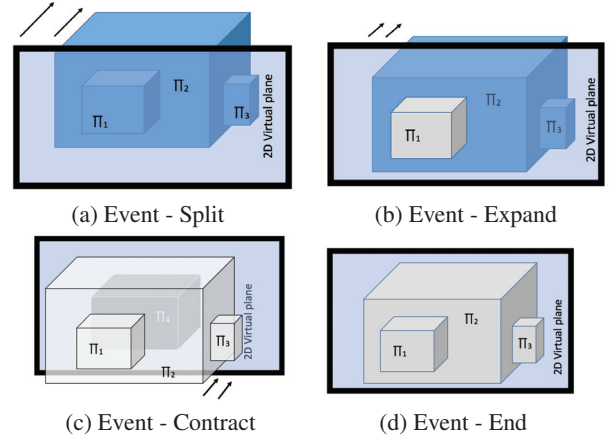 Π₁
Π₂
Π₃
2D Virtual plane
(a) Event - Split
Π₁
Π₂
Π₃
2D Virtual plane
(b) Event - Expand
Π₄
Π₁
Π₃
Π₂
2D Virtual plane
(c) Event - Contract
Π₁
Π₂
Π₃
2D Virtual plane
(d) Event - End